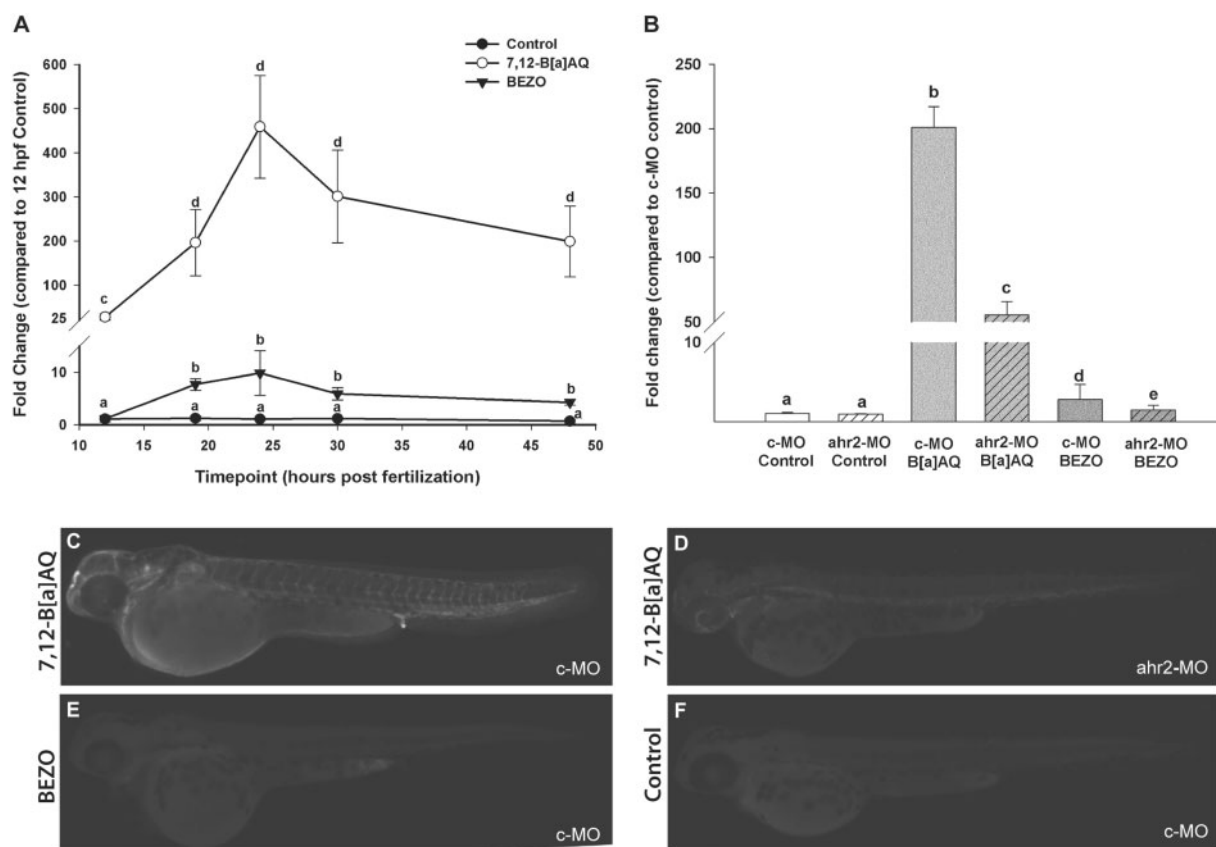 A
Control
7,12-B[a]AQ
BEZO
Fold Change (compared to 12 hpf Control)
600
500
400
300
200
100
25
10
0
d
d
d
d
c
b
b
b
b
a
a
a
a
a
10 15 20 25 30 35 40 45 50
Timepoint (hours post fertilization)
B
Fold change (compared to c-MO control)
250
200
150
100
50
10
a
a
b
c
d
e
c-MO Control
ahr2-MO Control
c-MO B[a]AQ
ahr2-MO B[a]AQ
c-MO BEZO
ahr2-MO BEZO
7,12-B[a]AQ
C
c-MO
7,12-B[a]AQ
D
ahr2-MO
BEZO
E
c-MO
Control
F
c-MO